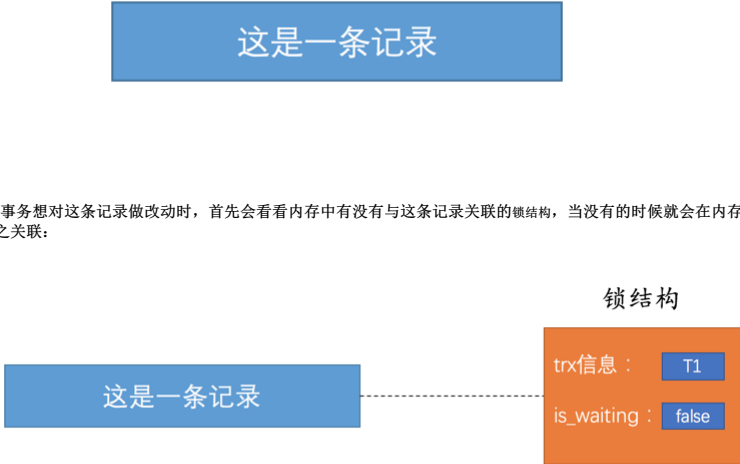 这是一条记录
事务想对这条记录做改动时，首先会看看内存中有没有与这条记录关联的锁结构，当没有的时候就会在内存
之关联：
锁结构
trx信息： T1
这是一条记录
is_waiting： false